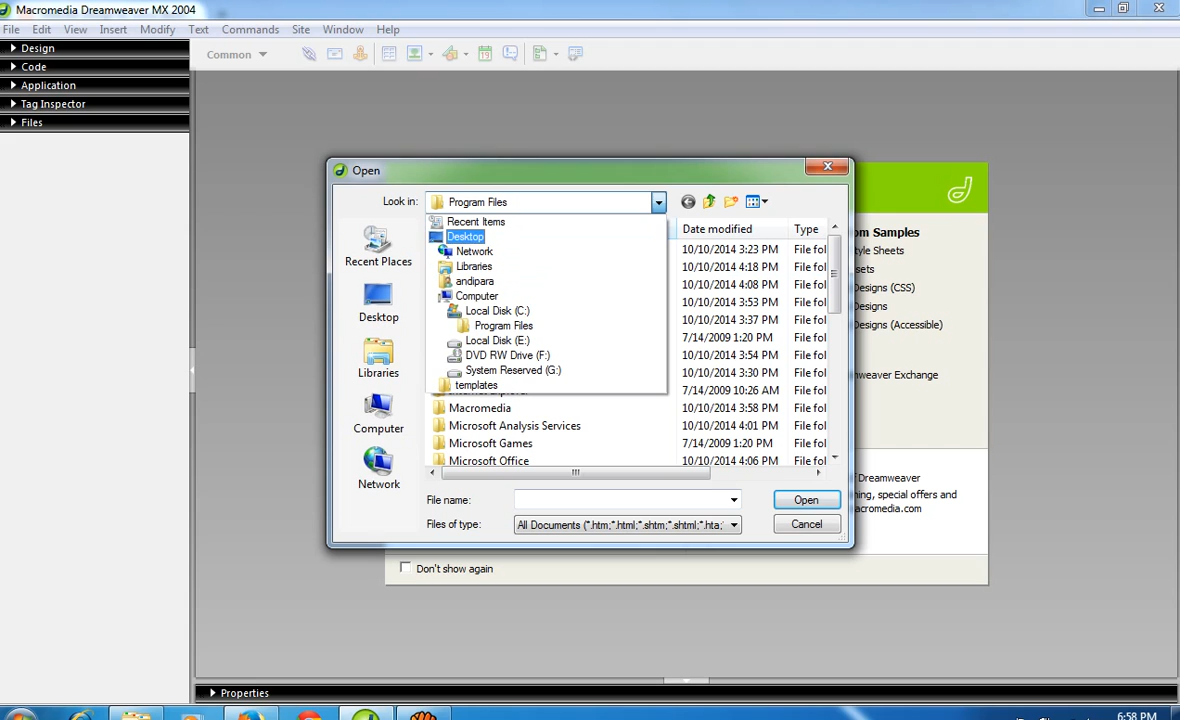 Macromedia Dreamweaver MX 2004
File Edit View Insert Modify Text Commands Site Window Help
Design
Code
Application
Tag Inspector
Files
Common
Open
Look in: Program Files
Recent Items
Desktop
Network
Libraries
andipara
Computer
Local Disk (C:)
Program Files
Local Disk (E:)
DVD RW Drive (F:)
System Reserved (G:)
templates
Recent Places
Desktop
Libraries
Computer
Network
Date modified Type
10/10/2014 3:23 PM File fol
10/10/2014 4:18 PM File fol
10/10/2014 4:08 PM File fol
10/10/2014 3:53 PM File fol
10/10/2014 3:37 PM File fol
7/14/2009 1:20 PM File fol
10/10/2014 3:54 PM File fol
10/10/2014 3:30 PM File fol
7/14/2009 10:26 AM File fol
Macromedia 10/10/2014 3:58 PM File fol
Microsoft Analysis Services 10/10/2014 4:01 PM File fol
Microsoft Games 7/14/2009 1:20 PM File fol
Microsoft Office 10/10/2014 4:06 PM File fol
File name: Open
Files of type: All Documents (*.htm;*.html;*.shtm;*.shtml;*.hta; Cancel
om Samples
tyle Sheets
sets
Designs (CSS)
Designs
Designs (Accessible)
mweaver Exchange
Dreamweaver
ning, special offers and
acromedia.com
Don't show again
Properties
6:58 PM